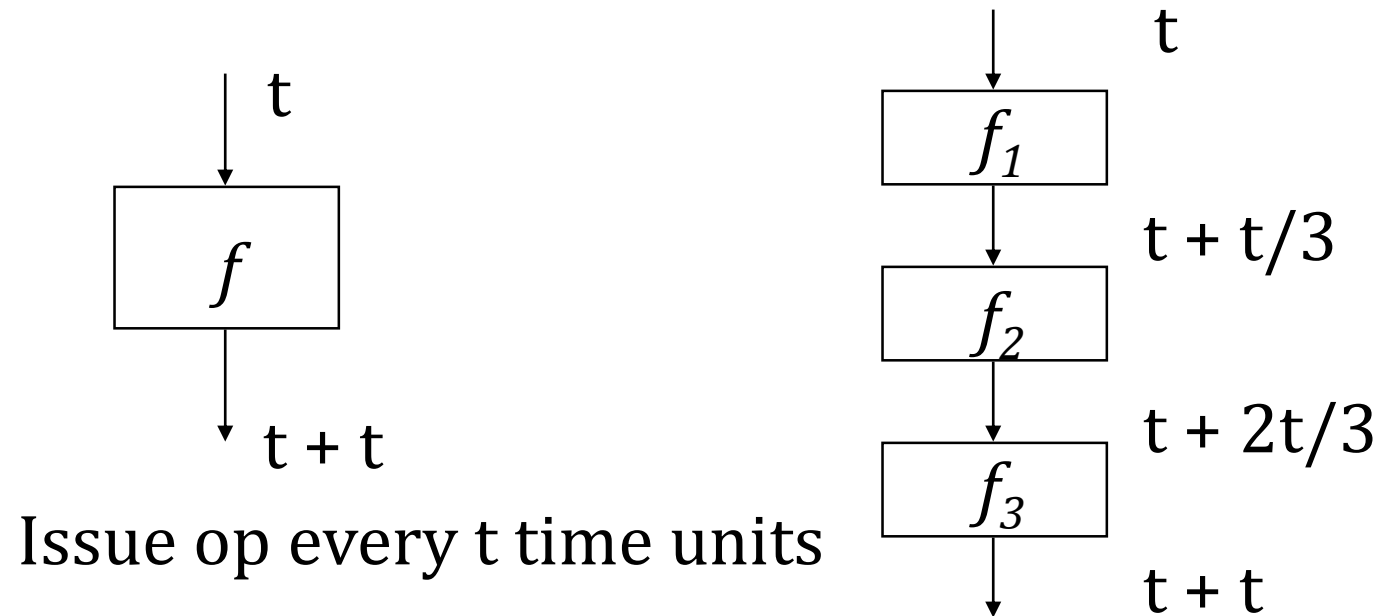 t
f
t + t
Issue op every t time units
t
f₁
t + t/3
f₂
t + 2t/3
f₃
t + t